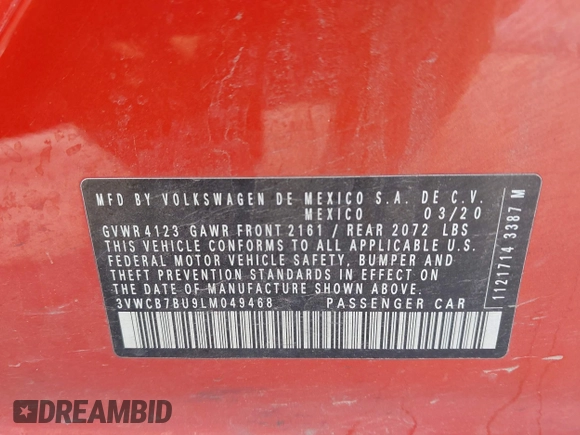 MFD BY VOLKSWAGEN DE MEXICO S.A. DE C.V.
MEXICO 03/20
GVWR 4123 GAWR FRONT 2161 / REAR 2072 LBS
THIS VEHICLE CONFORMS TO ALL APPLICABLE U.S.
FEDERAL MOTOR VEHICLE SAFETY, BUMPER AND
THEFT PREVENTION STANDARDS IN EFFECT ON
THE DATE OF MANUFACTURE SHOWN ABOVE.
3VWCB7BU9LM049468 PASSENGER CAR
1121714 3387 M
DREAMBID